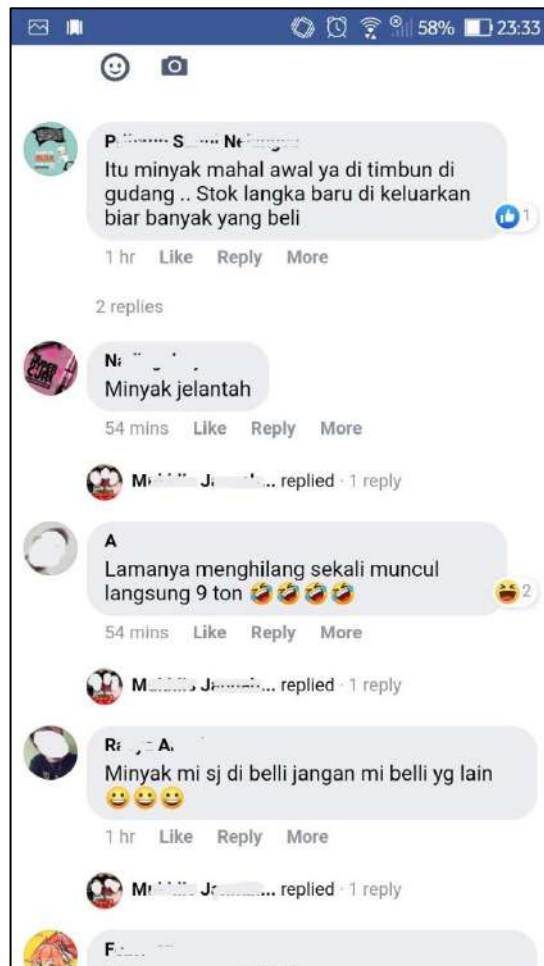 58% 23:33
Itu minyak mahal awal ya di timbun di
gudang .. Stok langka baru di keluarkan
biar banyak yang beli
1
1 hr Like Reply More
2 replies
Minyak jelantah
54 mins Like Reply More
... replied · 1 reply
A
Lamanya menghilang sekali muncul
langsung 9 ton 🤣🤣🤣🤣
2
54 mins Like Reply More
... replied · 1 reply
Minyak mi sj di belli jangan mi belli yg lain
😀😀😀
1 hr Like Reply More
... replied · 1 reply